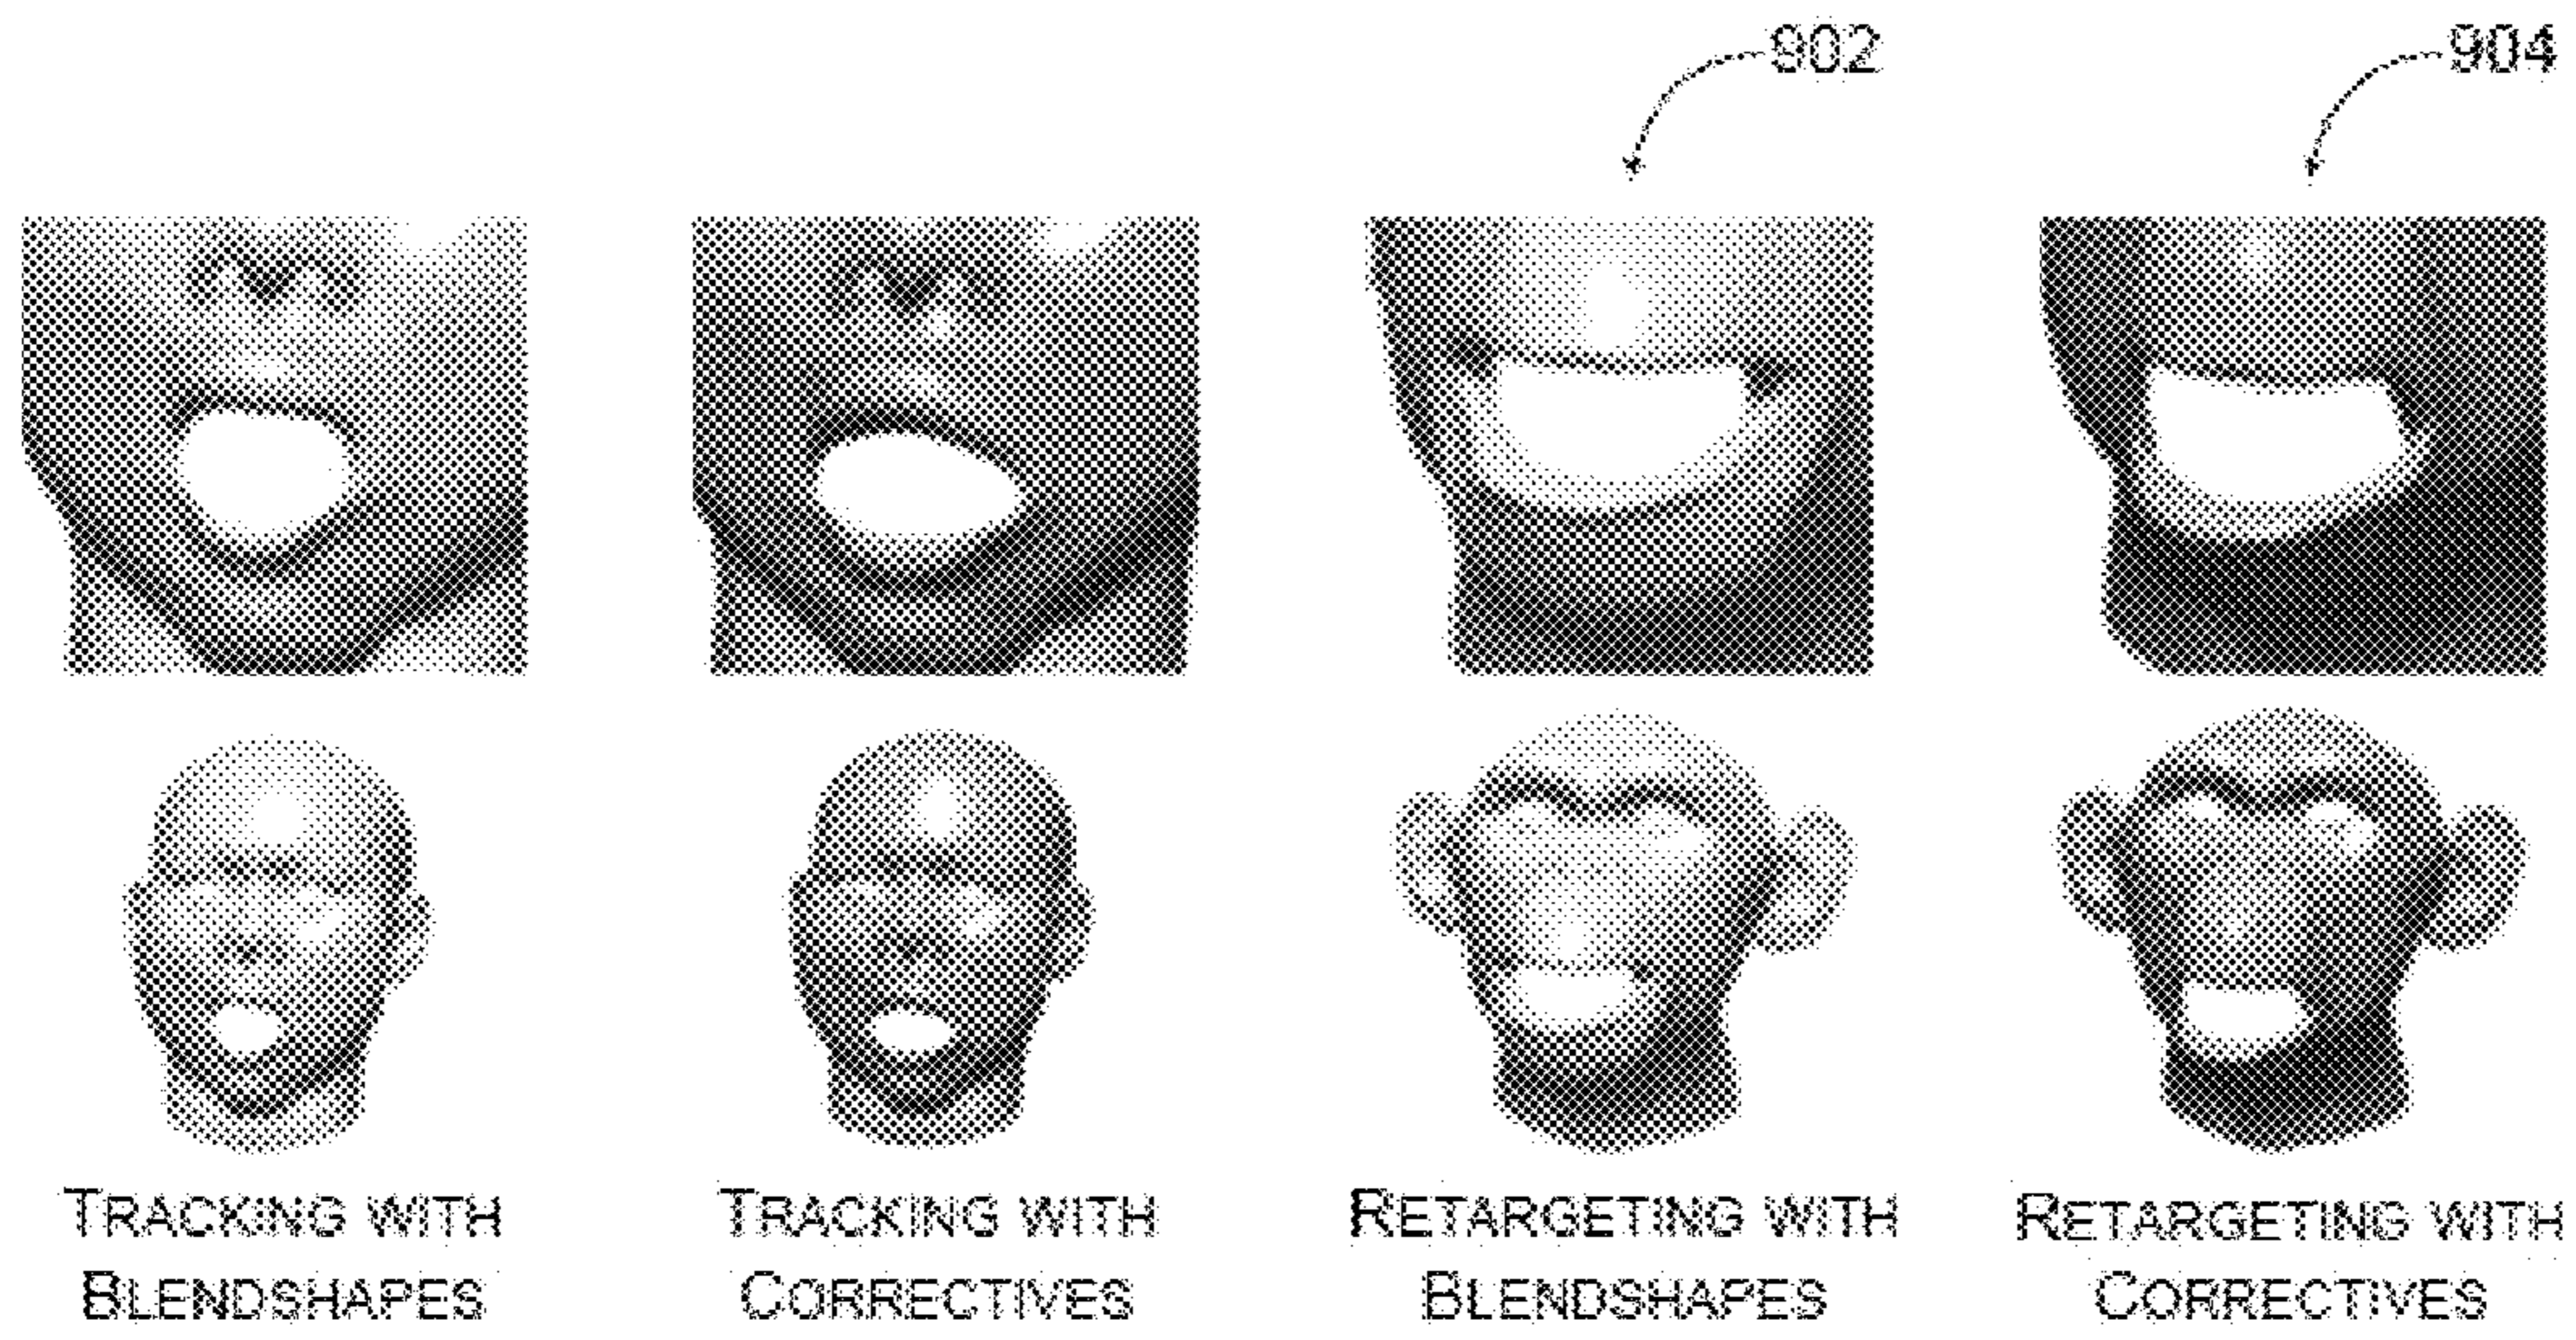 902
904
TRACKING WITH
BLENDSHAPES
TRACKING WITH
CORRECTIVES
RETARGETING WITH
BLENDSHAPES
RETARGETING WITH
CORRECTIVES